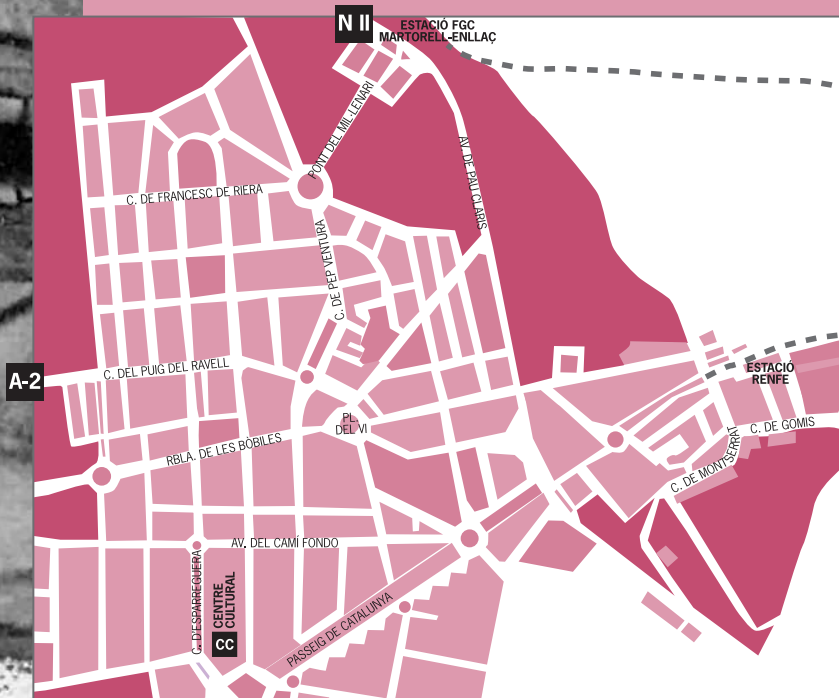 N II
ESTACIÓ FGC
MARTORELL-ENLLAÇ
PONT DEL MIL·LENARI
AV. DE PAU CLARIS
C. DE FRANCESC DE RIERA
C. DE PEP VENTURA
A-2
C. DEL PUIG DEL RAVELL
ESTACIÓ
RENFE
PL.
DEL VI
RBLA. DE LES BÒBILES
C. DE GOMIS
C. DE MONTSERRAT
AV. DEL CAMÍ FONDO
C. D'ESPARREGUERA
CC
CENTRE
CULTURAL
PASSEIG DE CATALUNYA